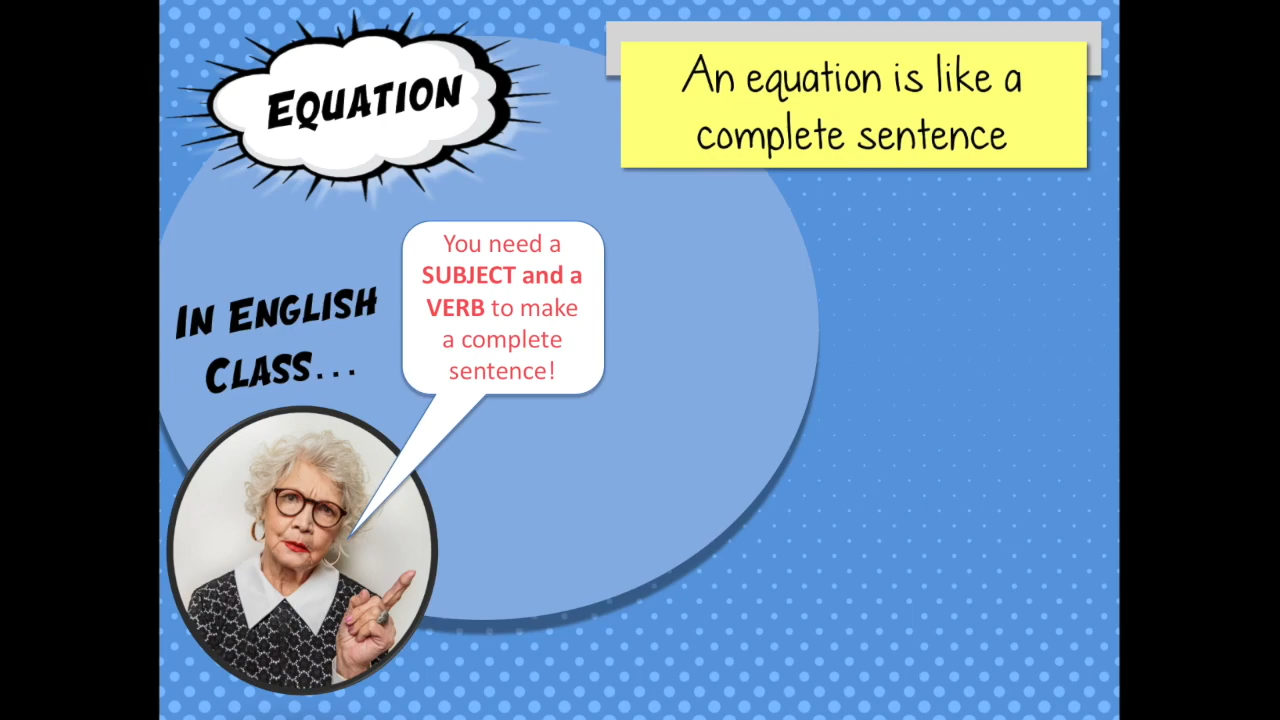 EQUATION
An equation is like a
complete sentence
You need a
SUBJECT and a
VERB to make
a complete
sentence!
IN ENGLISH
CLASS...